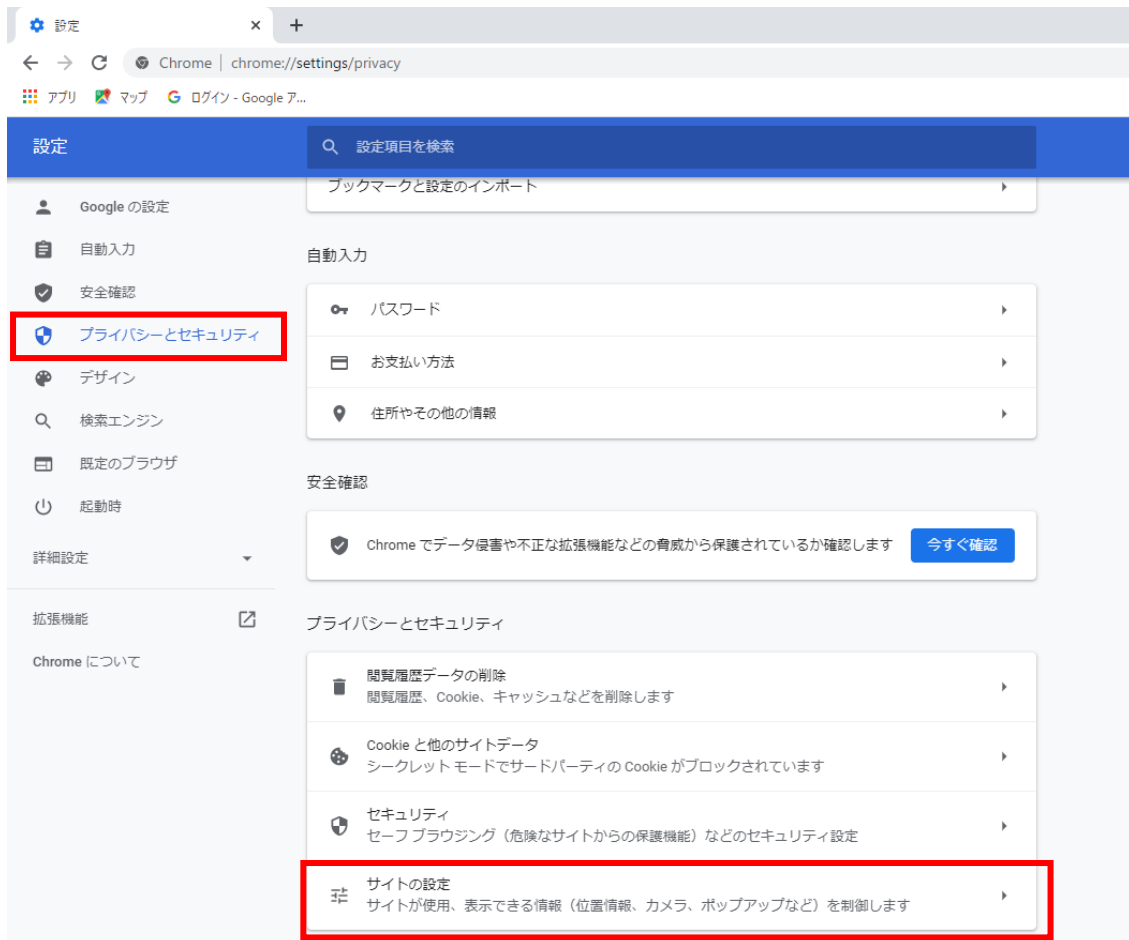 設定
Chrome | chrome://settings/privacy
アプリ マップ ログイン - Google ア...
設定
設定項目を検索
Google の設定
自動入力
安全確認
プライバシーとセキュリティ
デザイン
検索エンジン
既定のブラウザ
起動時
詳細設定
拡張機能
Chrome について
ブックマークと設定のインポート
自動入力
パスワード
お支払い方法
住所やその他の情報
安全確認
Chrome でデータ侵害や不正な拡張機能などの脅威から保護されているか確認します 今すぐ確認
プライバシーとセキュリティ
閲覧履歴データの削除
閲覧履歴、Cookie、キャッシュなどを削除します
Cookie と他のサイトデータ
シークレット モードでサードパーティの Cookie がブロックされています
セキュリティ
セーフ ブラウジング（危険なサイトからの保護機能）などのセキュリティ設定
サイトの設定
サイトが使用、表示できる情報（位置情報、カメラ、ポップアップなど）を制御します